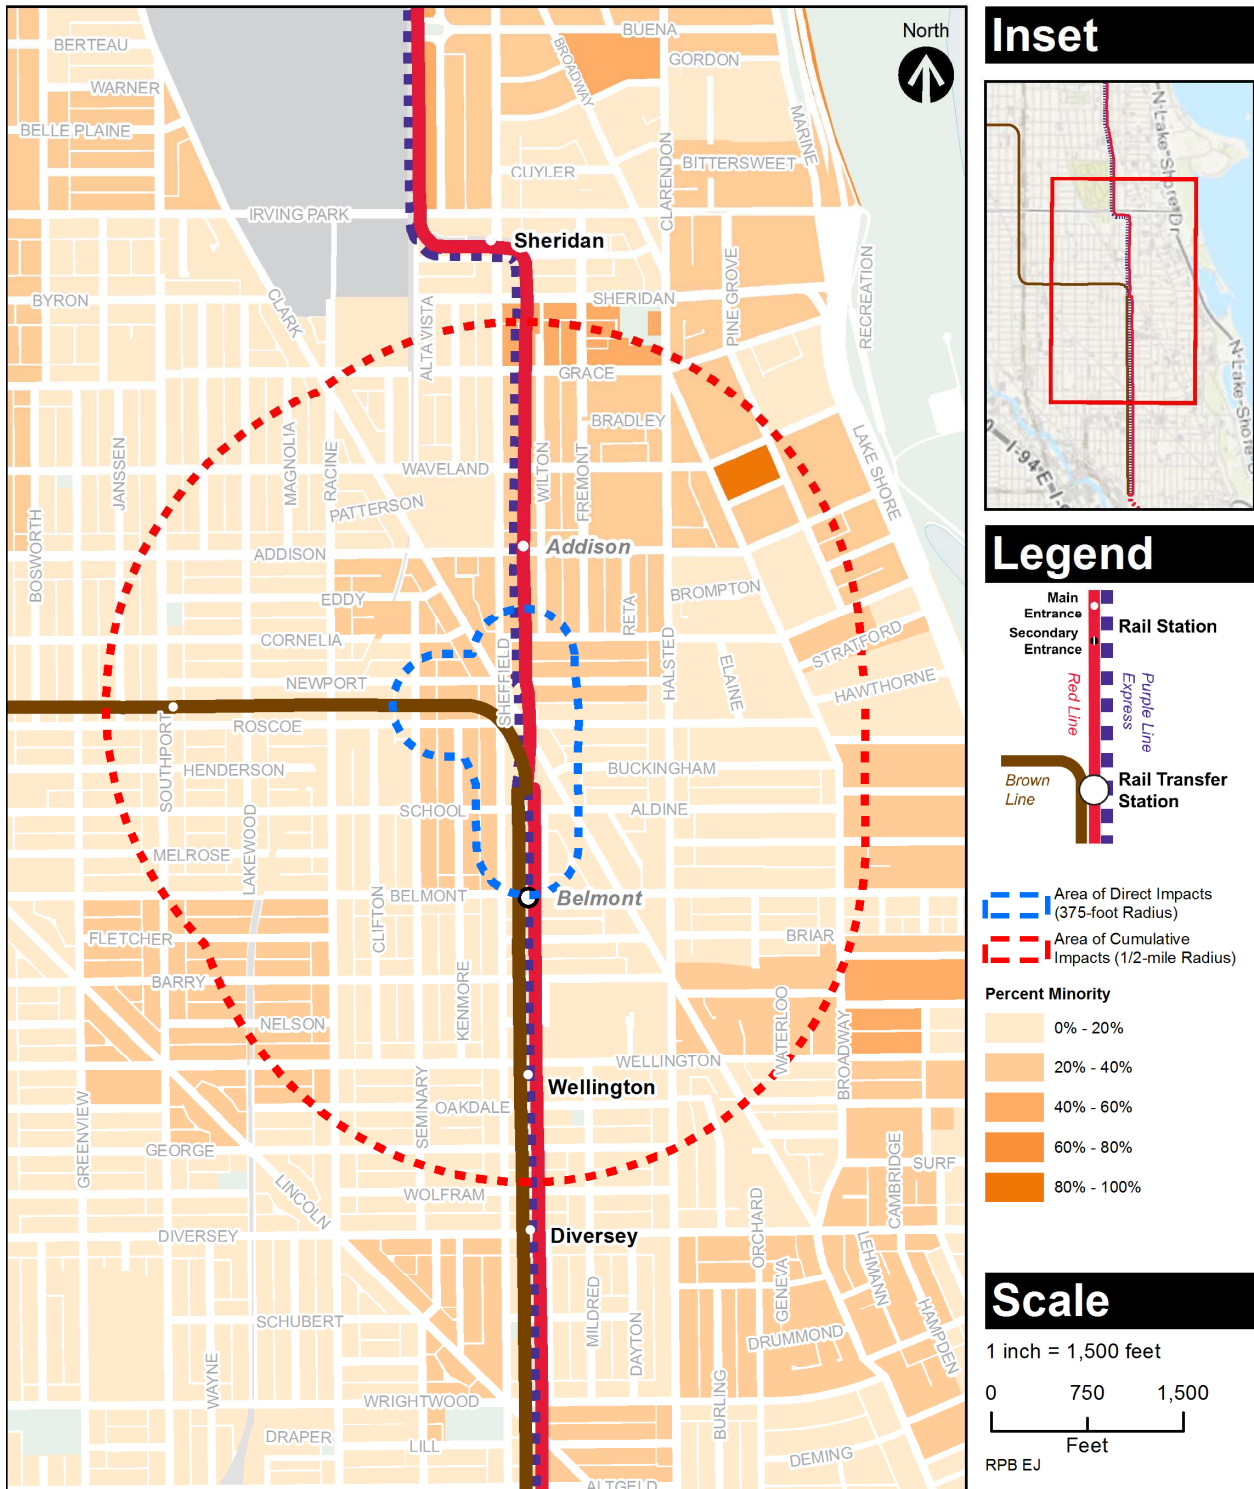 BERTEAU
WARNER
BELLE PLAINE
IRVING PARK
BYRON
CLARK
ALTA VISTA
BROADWAY
BUENA
GORDON
MARINE
CLARENDON
BITTERSWEET
CUYLER
North
Sheridan
SHERIDAN
PINE GROVE
RECREATION
GRACE
BRADLEY
JANSSEN
MAGNOLIA
RACINE
WAVELAND
WILTON
FREMONT
LAKE SHORE
PATTERSON
BOSWORTH
ADDISON
Addison
EDDY
BROMPTON
RETA
CORNELIA
SHEFFIELD
HALSTED
ELAINE
STRATFORD
HAWTHORNE
NEWPORT
ROSCOE
SOUTHPORT
HENDERSON
BUCKINGHAM
SCHOOL
ALDINE
LAKEWOOD
MELROSE
BELMONT
Belmont
CLIFTON
FLETCHER
BRIAR
BARRY
KENMORE
NELSON
WATERLOO
BROADWAY
WELLINGTON
Wellington
SEMINARY
OAKDALE
GREENVIEW
GEORGE
CAMBRIDGE
SURF
LINCOLN
WOLFRAM
ORCHARD
DIVERSEY
Diversey
LEHMANN
GENEVA
MILDRED
DAYTON
HAMPDEN
SCHUBERT
DRUMMOND
WAYNE
WRIGHTWOOD
BURLING
DRAPER
LILL
DEMING
ALTGELD
Inset
N-Lake-Shore-Dr
Legend
Main
Entrance
Secondary
Entrance
Rail Station
Red Line
Purple Line
Express
Brown
Line
Rail Transfer
Station
Area of Direct Impacts
(375-foot Radius)
Area of Cumulative
Impacts (1/2-mile Radius)
Percent Minority
0% - 20%
20% - 40%
40% - 60%
60% - 80%
80% - 100%
Scale
1 inch = 1,500 feet
0 750 1,500
Feet
RPB EJ